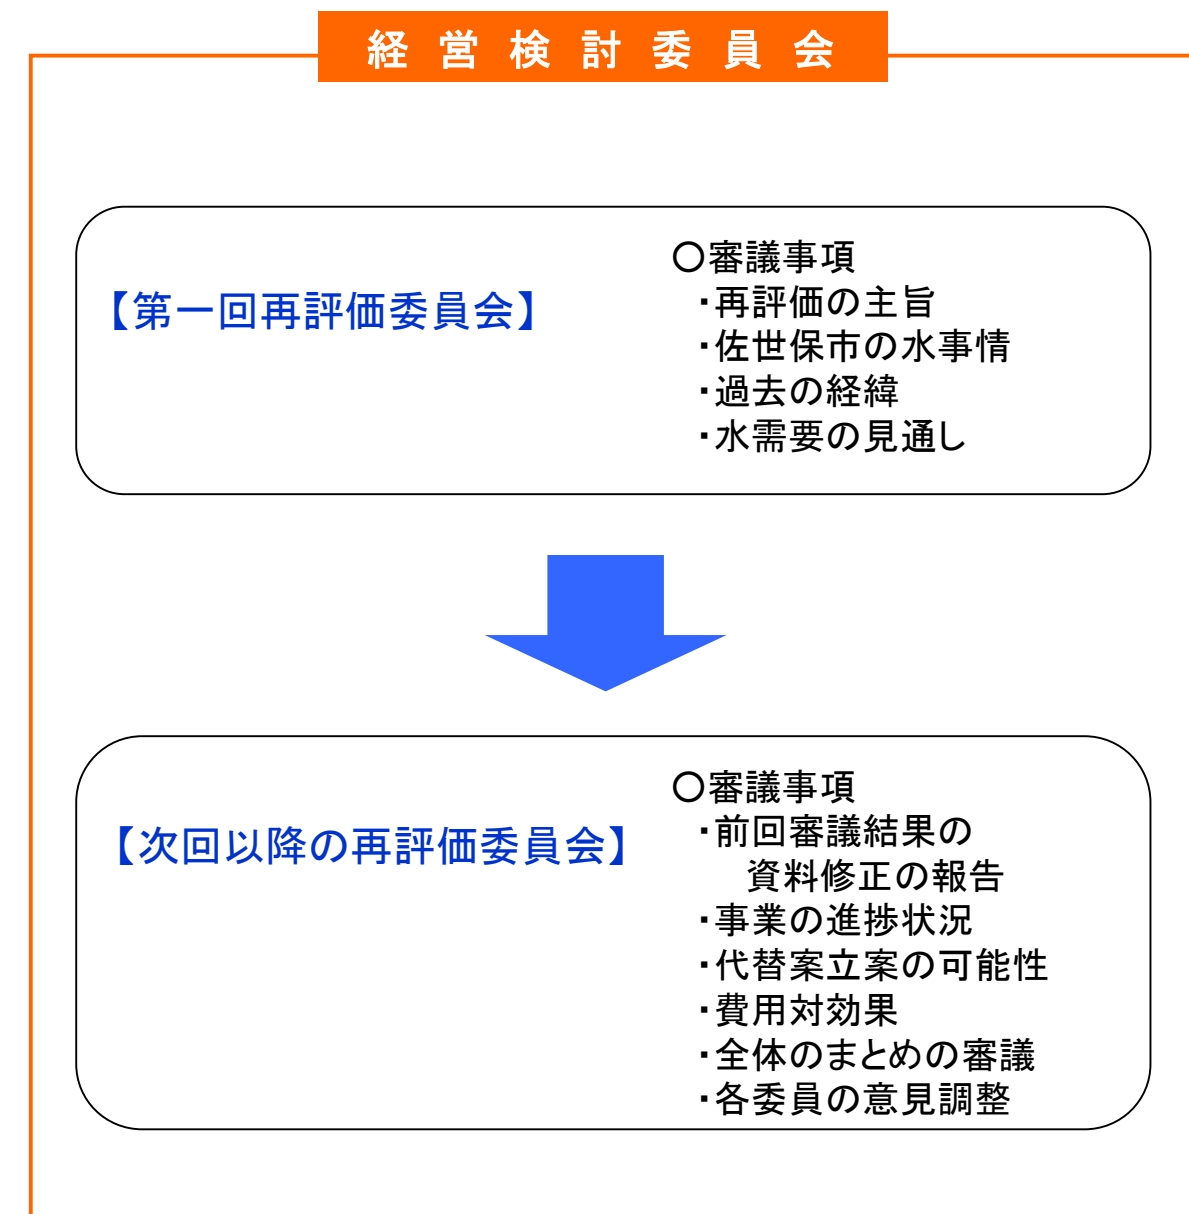 経営検討委員会
【第一回再評価委員会】
〇審議事項
・再評価の主旨
・佐世保市の水事情
・過去の経緯
・水需要の見通し
【次回以降の再評価委員会】
〇審議事項
・前回審議結果の
資料修正の報告
・事業の進捗状況
・代替案立案の可能性
・費用対効果
・全体のまとめの審議
・各委員の意見調整